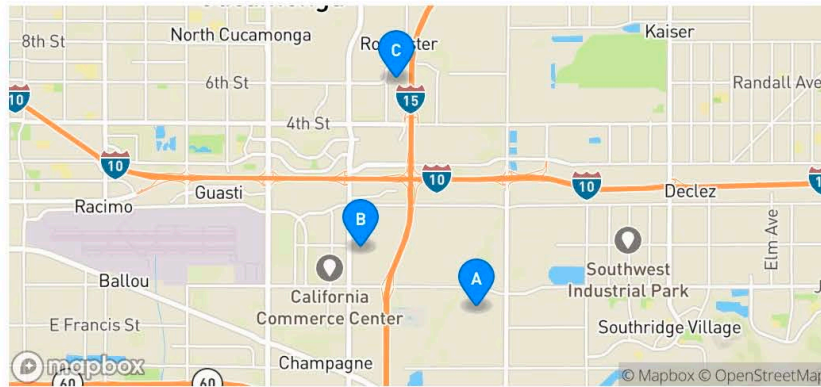 8th St
North Cucamonga
Kaiser
C
6th St
15
Randall Ave
10
4th St
10
10
10
Guasti
Declez
Racimo
B
Elm Ave
Ballou
A
Southwest
Industrial Park
California
Commerce Center
E Francis St
Southridge Village
Champagne
mapbox
60
60
© Mapbox © OpenStreetMap